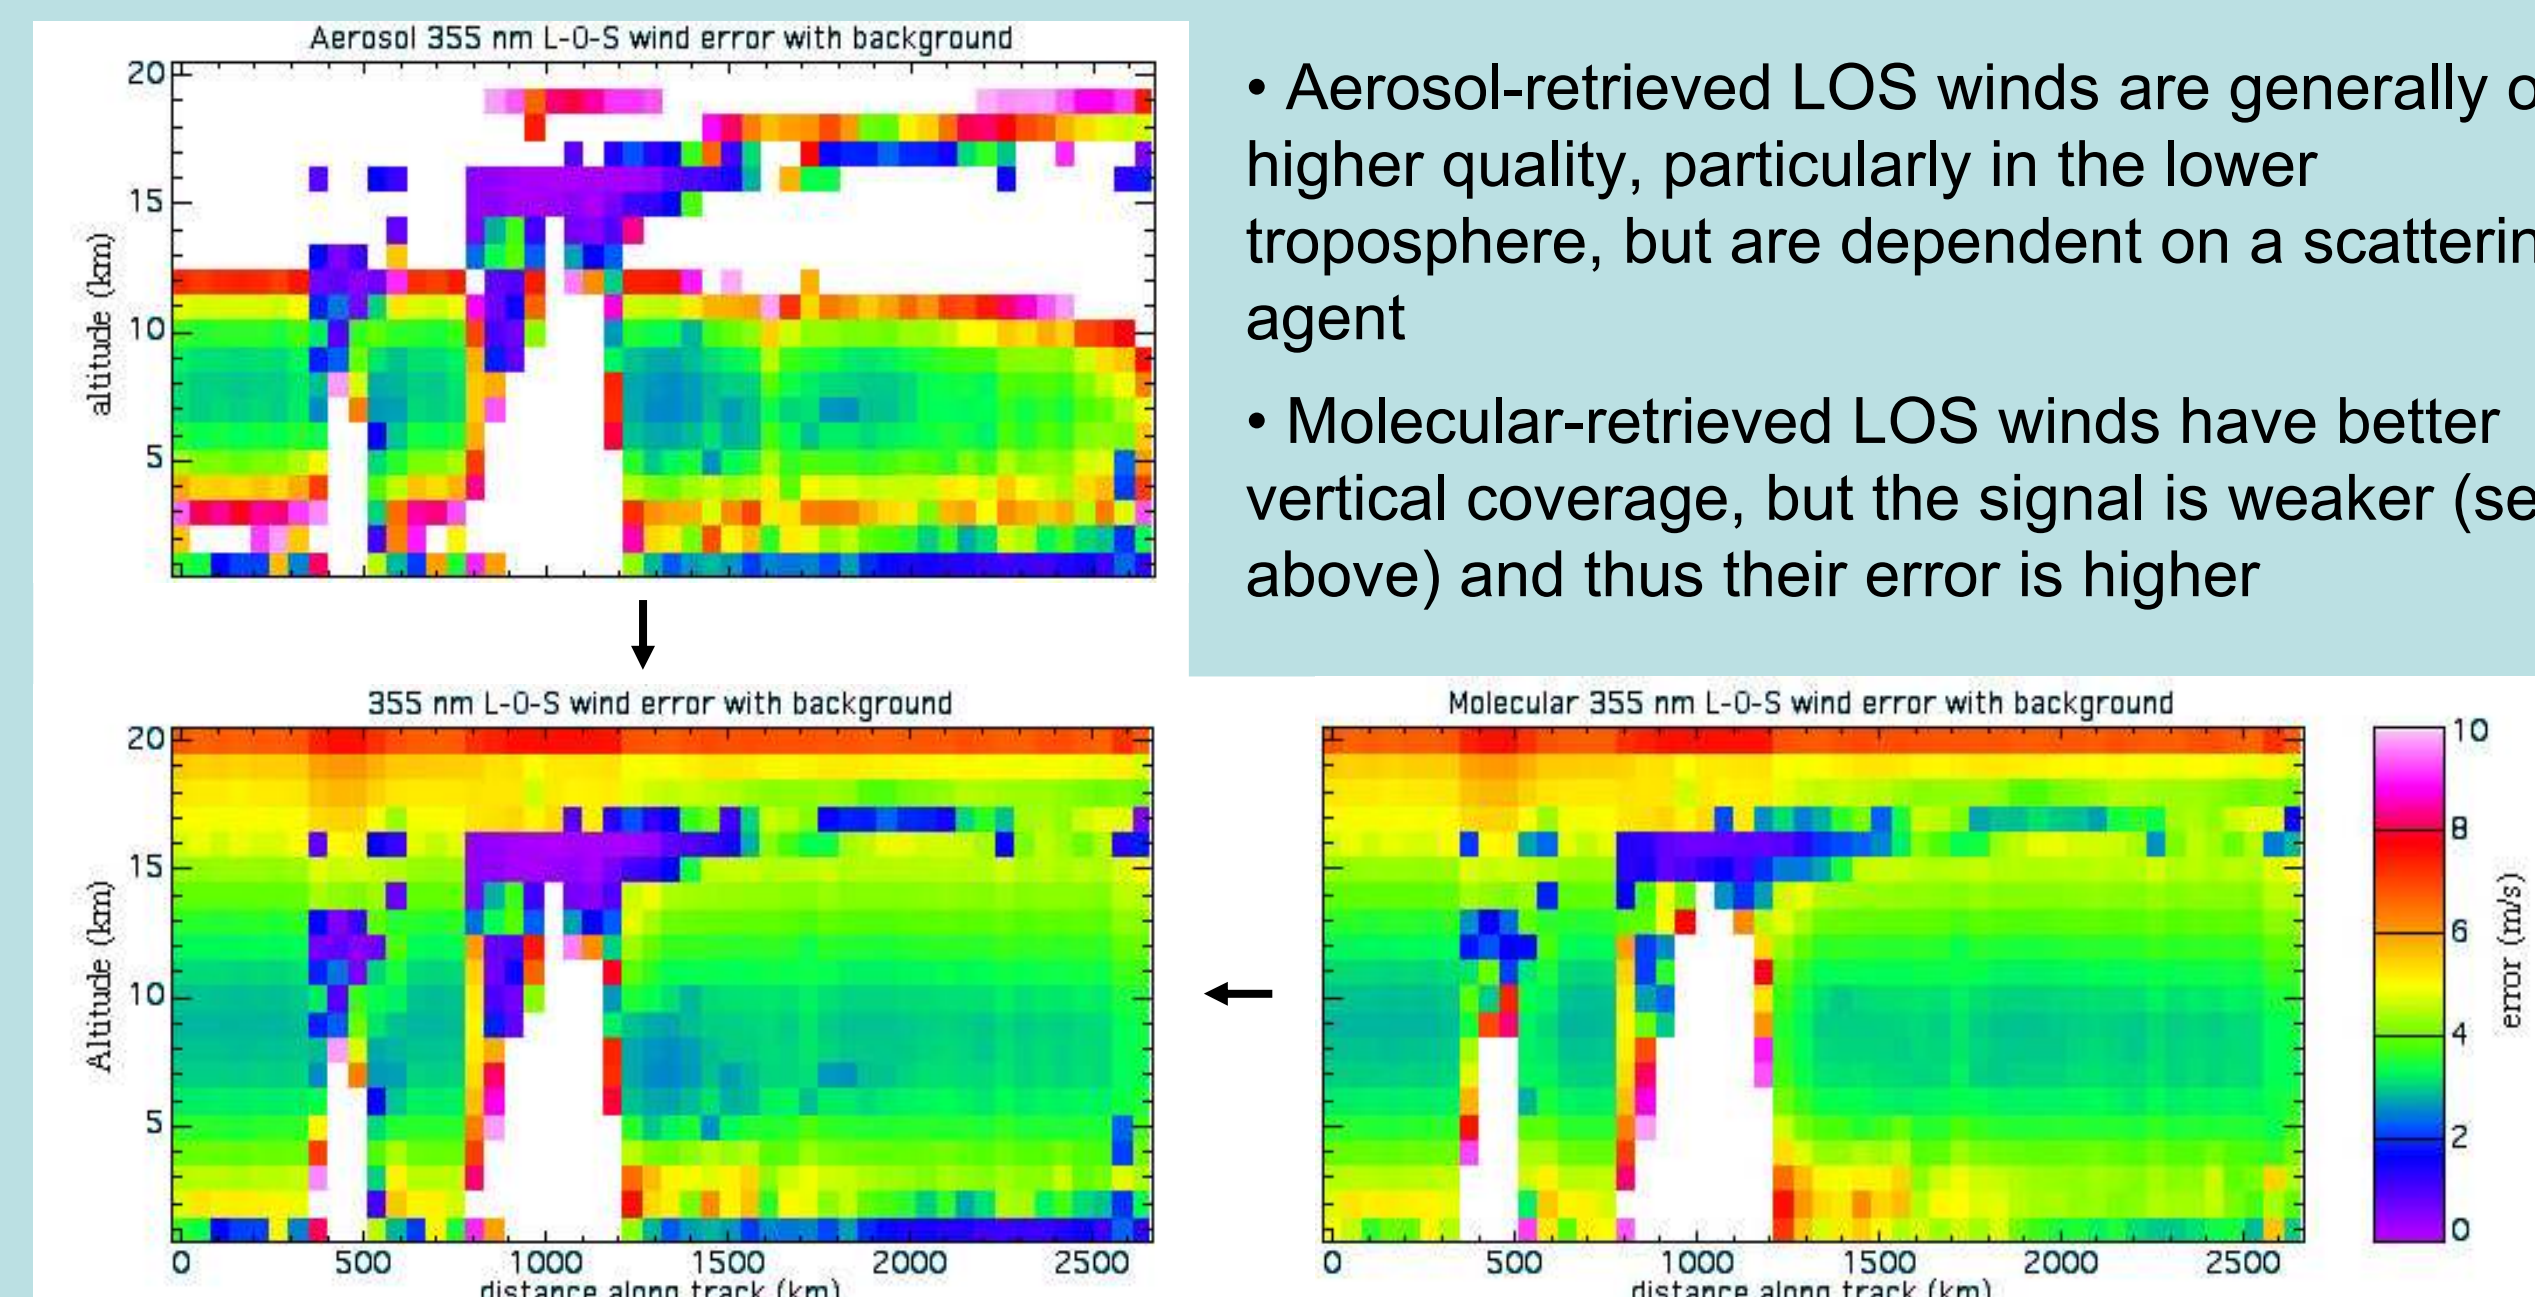 Aerosol 355 nm L-O-S wind error with background
20
15
10
5
altitude (km)
• Aerosol-retrieved LOS winds are generally o
higher quality, particularly in the lower
troposphere, but are dependent on a scatterin
agent
• Molecular-retrieved LOS winds have better
vertical coverage, but the signal is weaker (se
above) and thus their error is higher
355 nm L-O-S wind error with background
20
15
10
5
Altitude (km)
0 500 1000 1500 2000 2500
distance along track (km)
Molecular 355 nm L-O-S wind error with background
0 500 1000 1500 2000 2500
distance along track (km)
10
8
6
4
2
0
error (m/s)